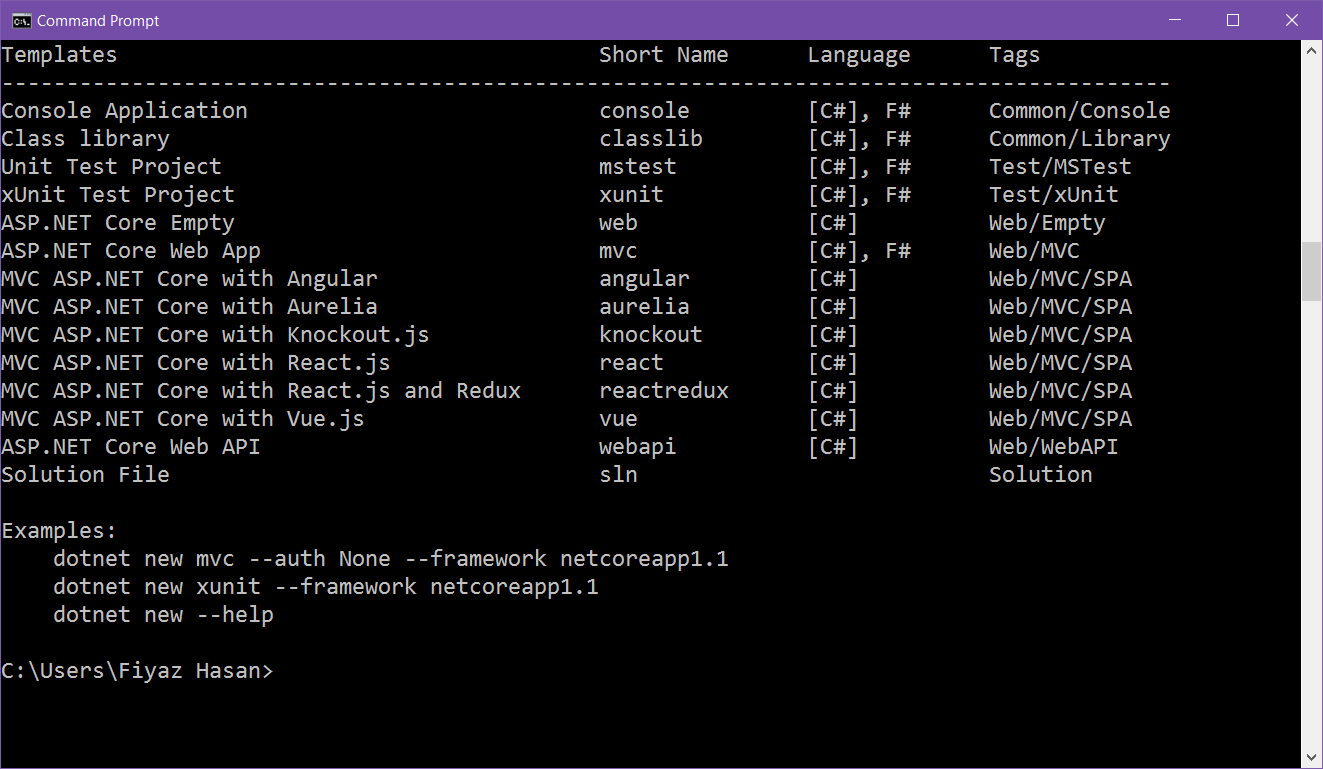 Command Prompt
Templates Short Name Language Tags
------------------------------------------------------------------------------------------
Console Application console [C#], F# Common/Console
Class library classlib [C#], F# Common/Library
Unit Test Project mstest [C#], F# Test/MSTest
xUnit Test Project xunit [C#], F# Test/xUnit
ASP.NET Core Empty web [C#] Web/Empty
ASP.NET Core Web App mvc [C#], F# Web/MVC
MVC ASP.NET Core with Angular angular [C#] Web/MVC/SPA
MVC ASP.NET Core with Aurelia aurelia [C#] Web/MVC/SPA
MVC ASP.NET Core with Knockout.js knockout [C#] Web/MVC/SPA
MVC ASP.NET Core with React.js react [C#] Web/MVC/SPA
MVC ASP.NET Core with React.js and Redux reactredux [C#] Web/MVC/SPA
MVC ASP.NET Core with Vue.js vue [C#] Web/MVC/SPA
ASP.NET Core Web API webapi [C#] Web/WebAPI
Solution File sln Solution
Examples:
dotnet new mvc --auth None --framework netcoreapp1.1
dotnet new xunit --framework netcoreapp1.1
dotnet new --help
C:\Users\Fiyaz Hasan>